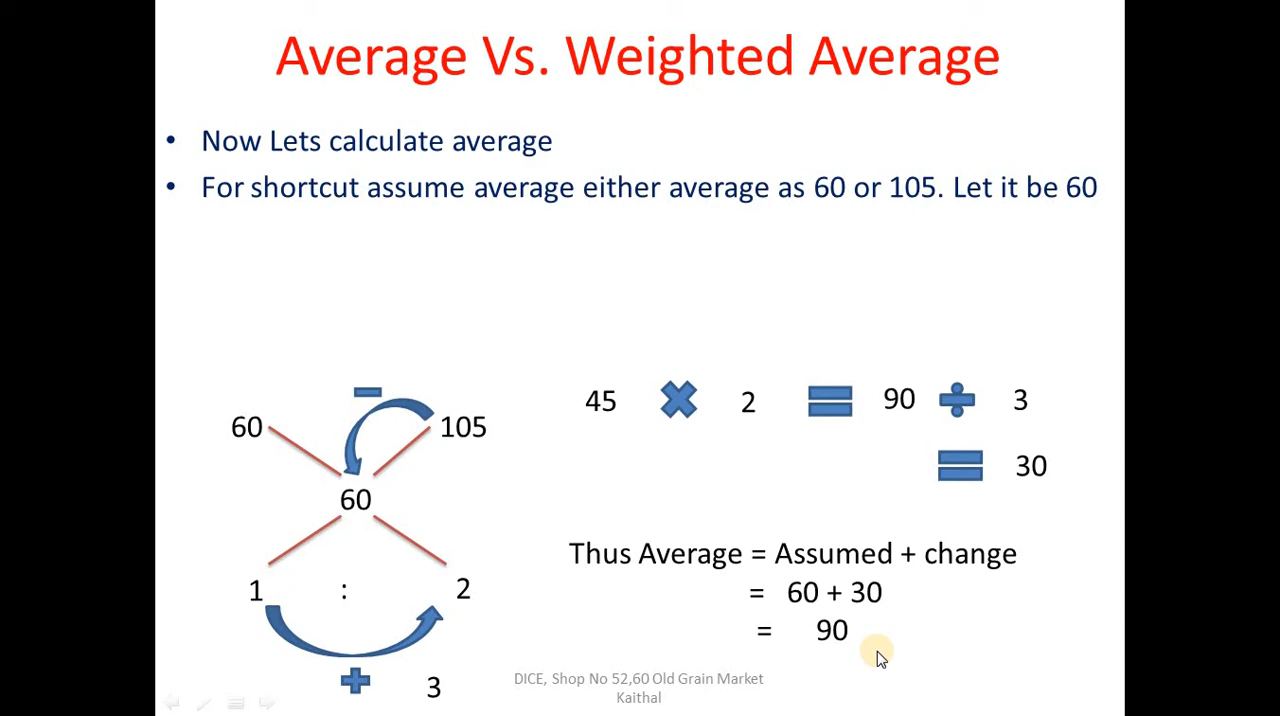 Average Vs. Weighted Average
• Now Lets calculate average
• For shortcut assume average either average as 60 or 105. Let it be 60
60 105
60
1 : 2
3
45 × 2 = 90 ÷ 3
= 30
Thus Average = Assumed + change
= 60 + 30
= 90
DICE, Shop No 52,60 Old Grain Market
Kaithal